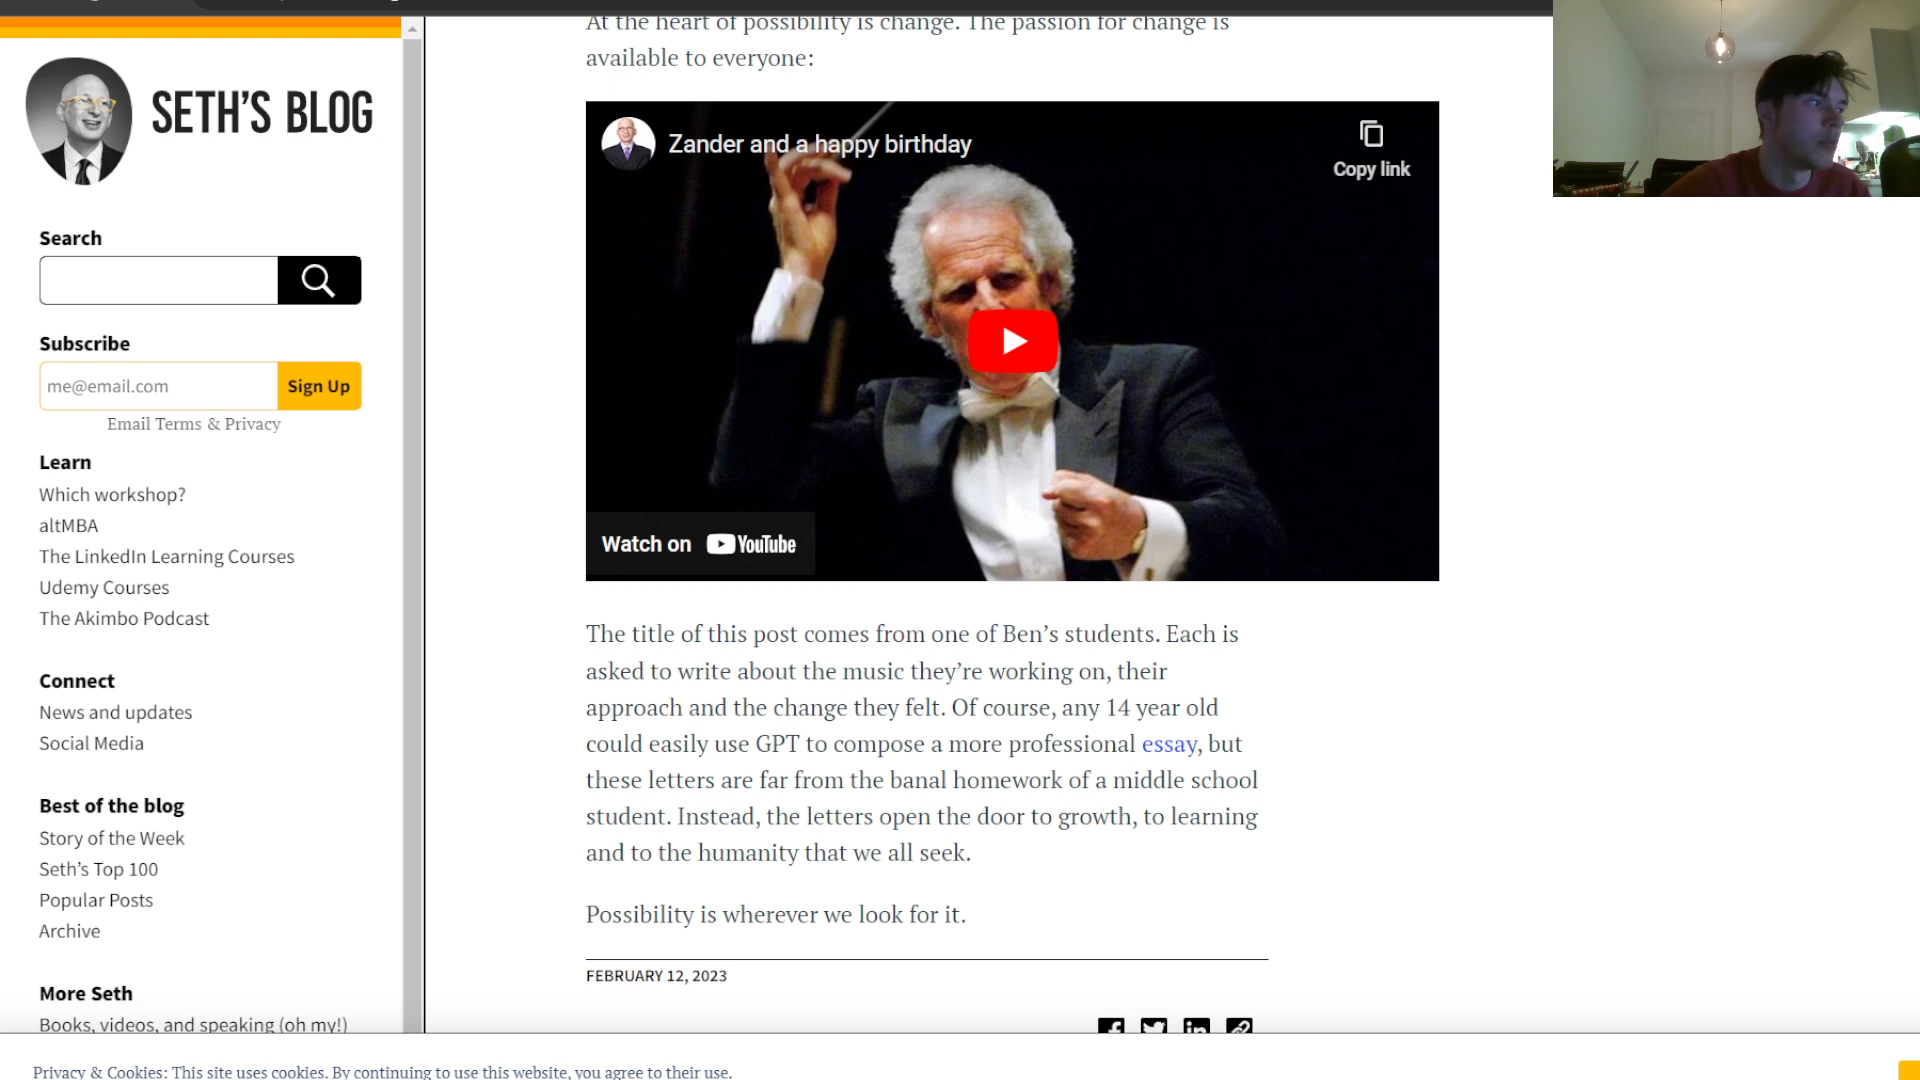 SETH'S BLOG
Search
Subscribe
me@email.com
Sign Up
Email Terms & Privacy
Learn
Which workshop?
altMBA
The LinkedIn Learning Courses
Udemy Courses
The Akimbo Podcast
Connect
News and updates
Social Media
Best of the blog
Story of the Week
Seth's Top 100
Popular Posts
Archive
More Seth
Books, videos, and speaking (oh my!)
At the heart of possibility is change. The passion for change is
available to everyone:
Zander and a happy birthday
Copy link
Watch on YouTube
The title of this post comes from one of Ben's students. Each is
asked to write about the music they're working on, their
approach and the change they felt. Of course, any 14 year old
could easily use GPT to compose a more professional essay, but
these letters are far from the banal homework of a middle school
student. Instead, the letters open the door to growth, to learning
and to the humanity that we all seek.
Possibility is wherever we look for it.
FEBRUARY 12, 2023
Privacy & Cookies: This site uses cookies. By continuing to use this website, you agree to their use.